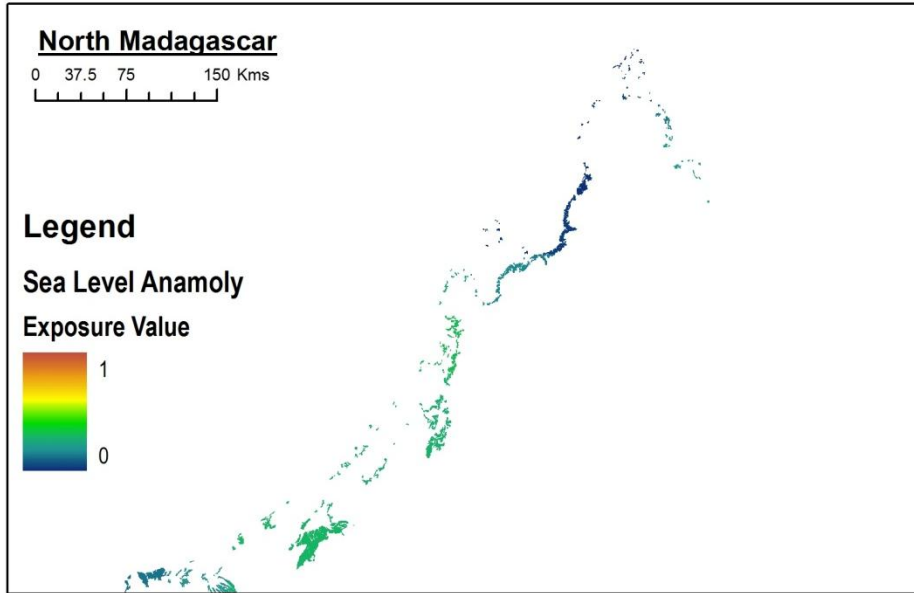 North Madagascar
0 37.5 75 150 Kms
Legend
Sea Level Anamoly
Exposure Value
1
0